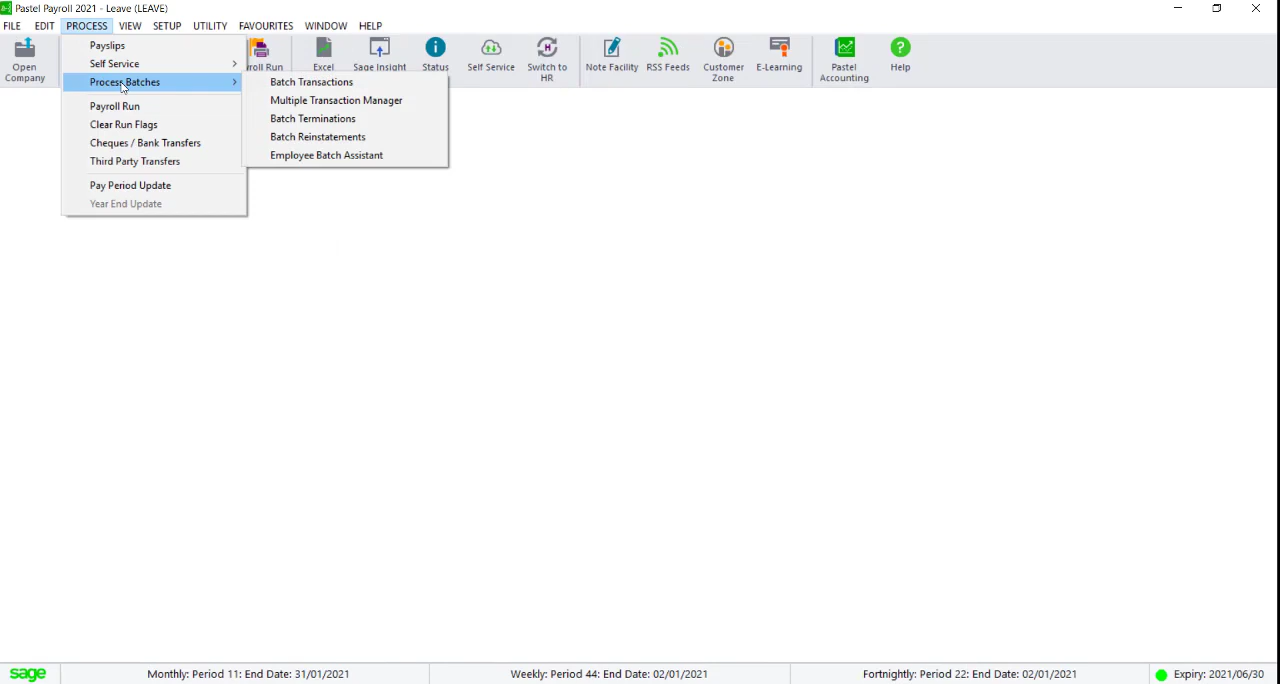 Pastel Payroll 2021 - Leave (LEAVE)
FILE EDIT PROCESS VIEW SETUP UTILITY FAVOURITES WINDOW HELP
Open Company
Excel
Sage Insight
Status
Self Service
Switch to HR
Note Facility
RSS Feeds
Customer Zone
E-Learning
Pastel Accounting
Help
Payslips
Self Service
Process Batches
Payroll Run
Clear Run Flags
Cheques / Bank Transfers
Third Party Transfers
Pay Period Update
Year End Update
Batch Transactions
Multiple Transaction Manager
Batch Terminations
Batch Reinstatements
Employee Batch Assistant
sage Monthly: Period 11: End Date: 31/01/2021 Weekly: Period 44: End Date: 02/01/2021 Fortnightly: Period 22: End Date: 02/01/2021 Expiry: 2021/06/30